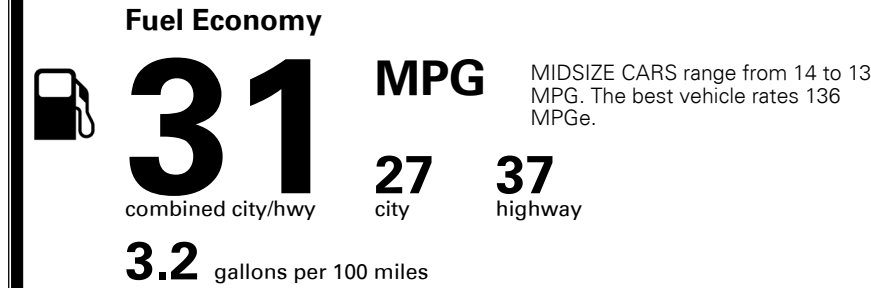 Fuel Economy
31 MPG
MIDSIZE CARS range from 14 to 13
MPG. The best vehicle rates 136
MPGe.
27 37
combined city/hwy city highway
3.2 gallons per 100 miles